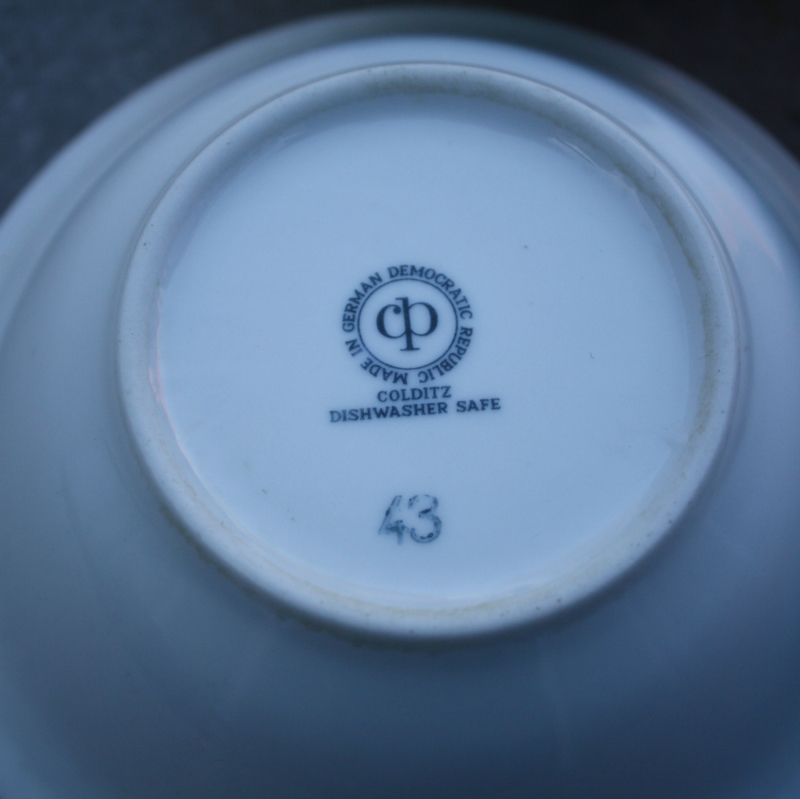 MADE IN GERMAN DEMOCRATIC REPUBLIC
cp
COLDITZ
DISHWASHER SAFE
43